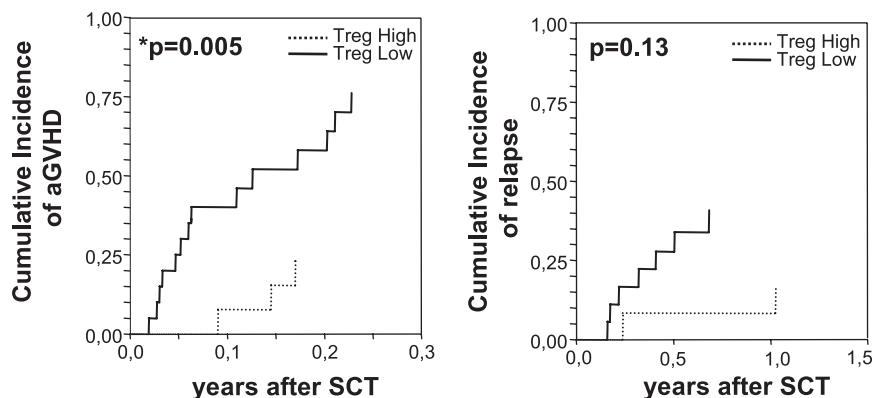 1,00
*p=0.005
Treg High
Treg Low
0,75
0,50
0,25
0,00
Cumulative Incidence
of aGVHD
0,0 0,1 0,2 0,3
years after SCT
1,00
p=0.13
Treg High
Treg Low
0,75
0,50
0,25
0,00
Cumulative Incidence
of relapse
0,0 0,5 1,0 1,5
years after SCT